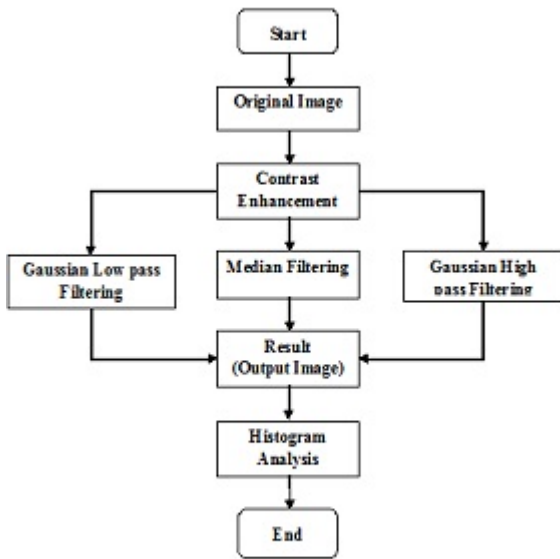 Start
Original Image
Contrast
Enhancement
Gaussian Low pass
Filtering
Median Filtering
Gaussian High
pass Filtering
Result
(Output Image)
Histogram
Analysis
End